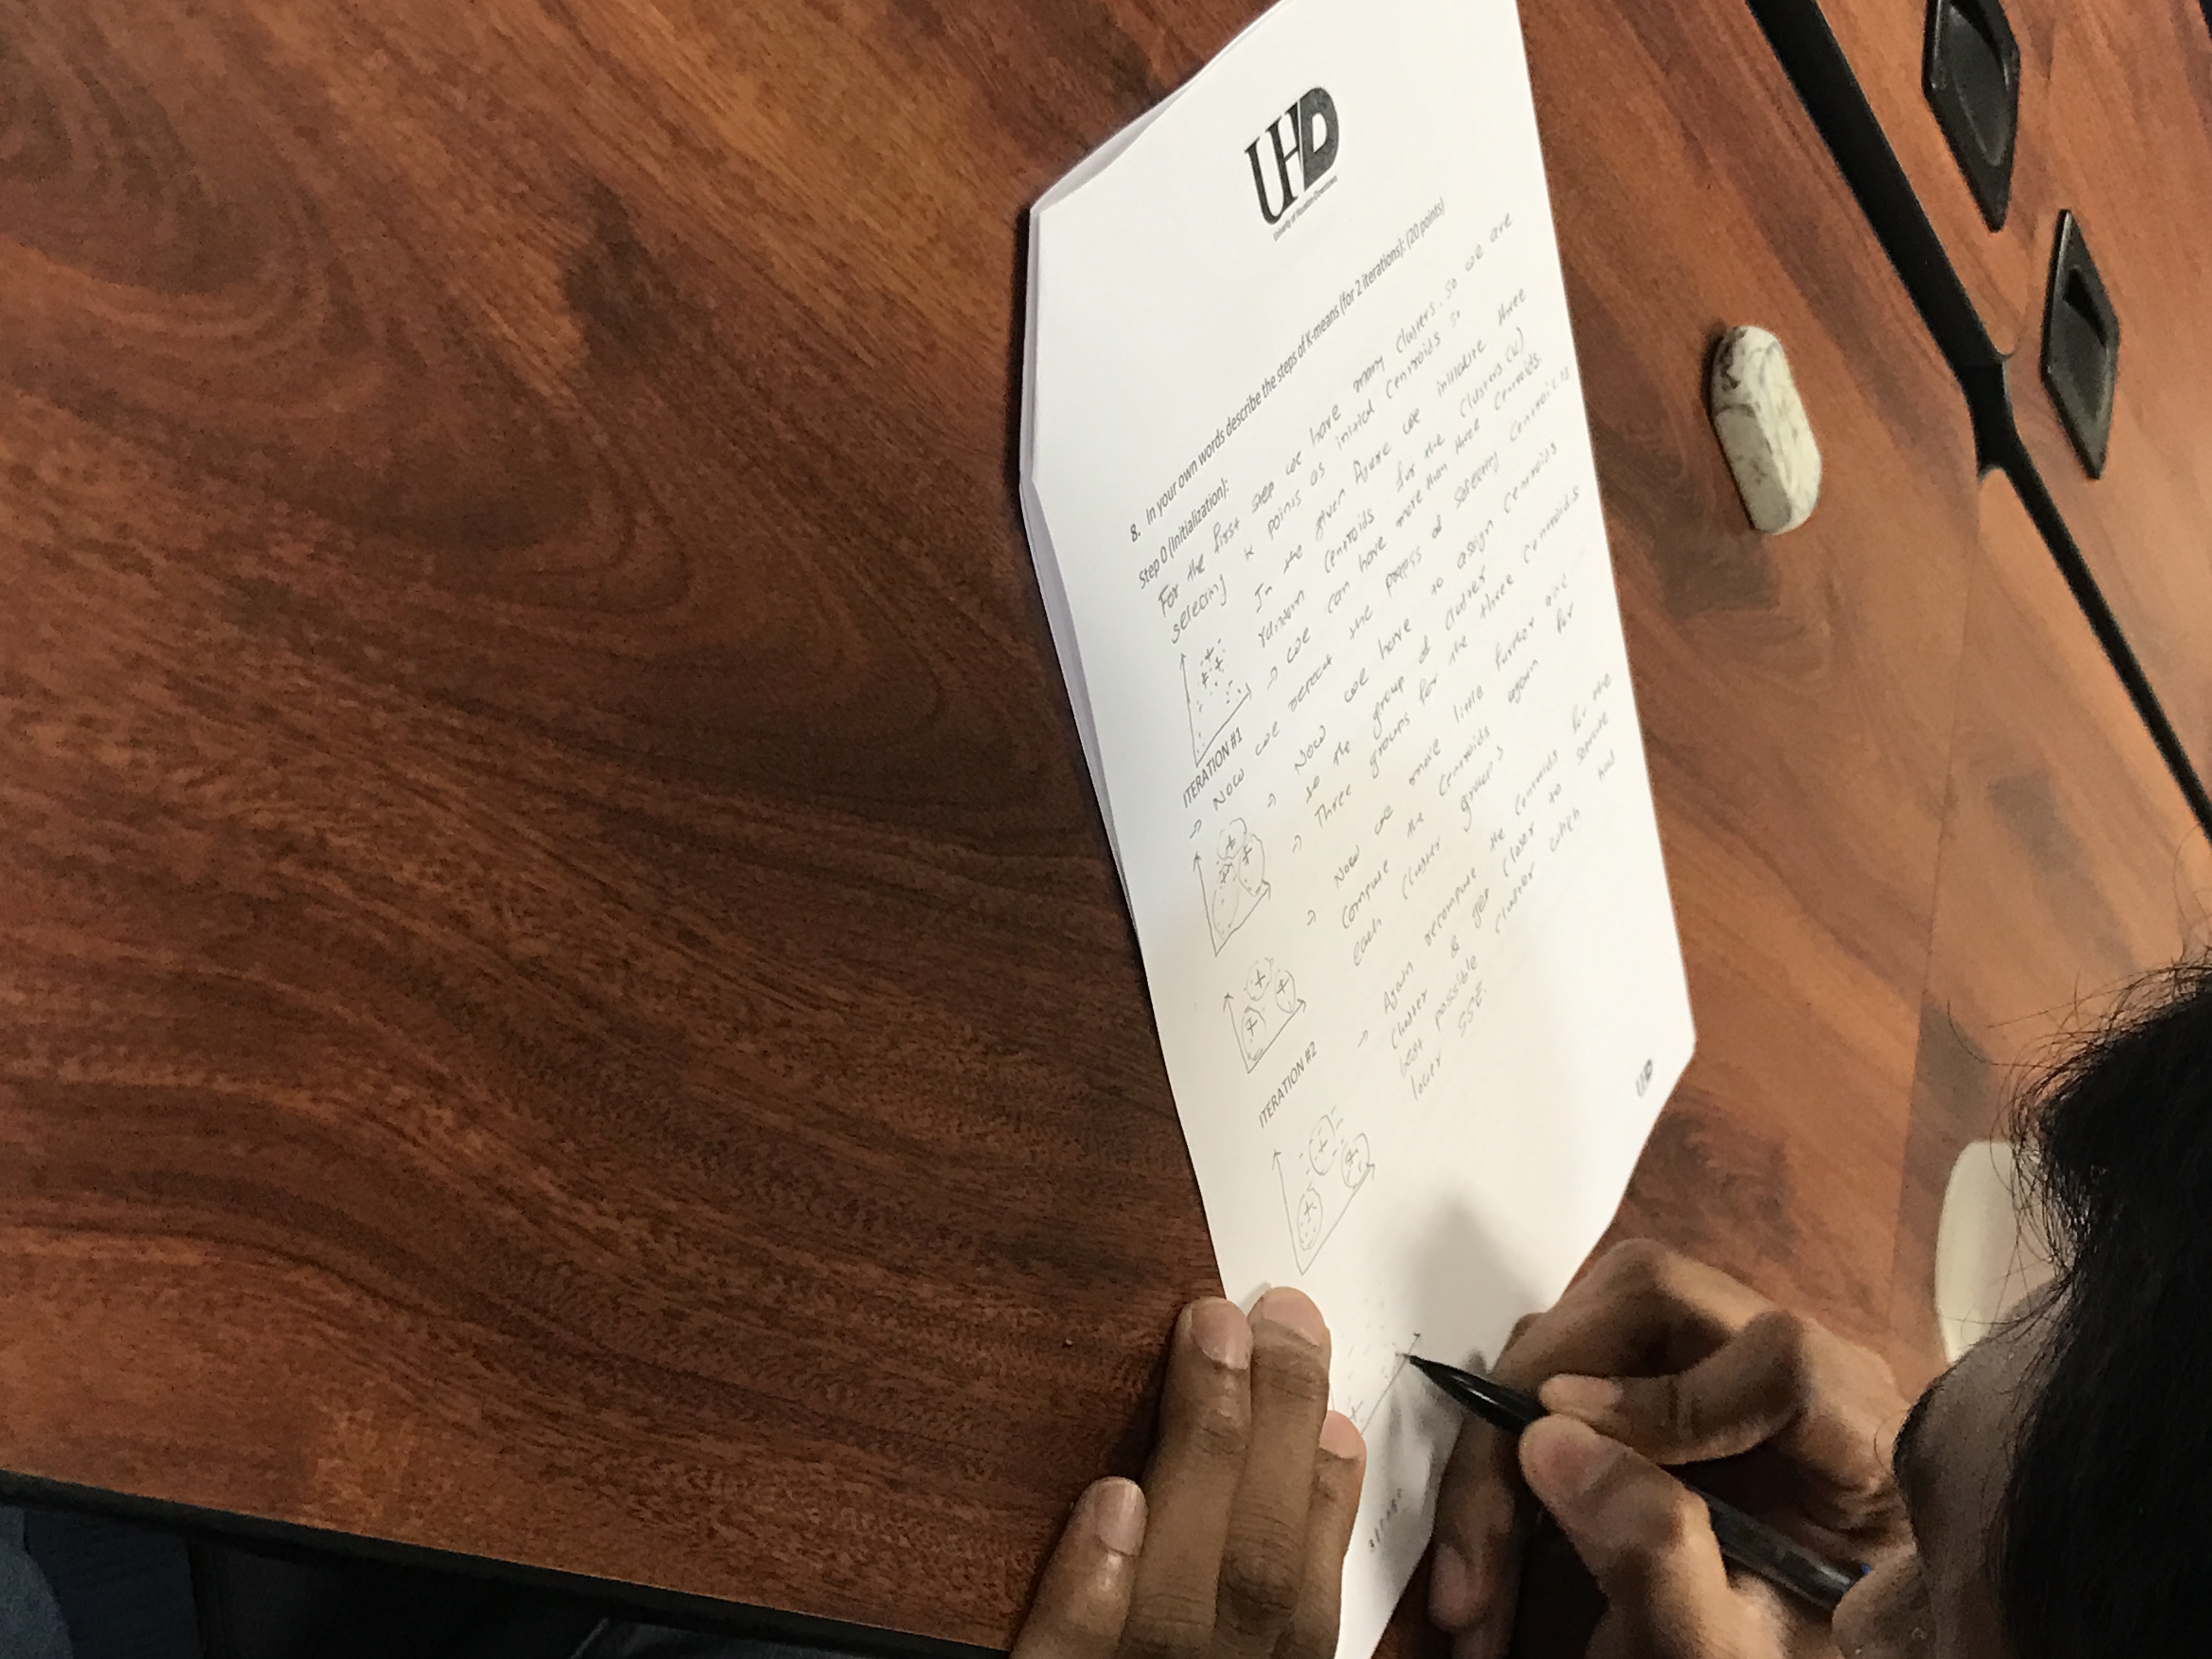 UHD
University of Houston-Downtown
8. In your own words describe the steps of K-means (for 2 iterations): (20 points)
Step 0 (Initialization):
For the first step we have many clusters. So we are
selecting k points as initial centroids so
In the given figure we initialize three
random centroids for the clusters (k)
→ we can have more than three centroids.
ITERATION #1
→ Now we the process of selecting centroids
→ Now we have to assign centroids
to the group of cluster
→ Three groups for the three centroids
→ Now we move little further and
compute the centroids again for
each cluster groups
ITERATION #2
→ Again recompute the centroids for the
cluster & get closer to
best possible cluster which has
lower SSE.
UHD